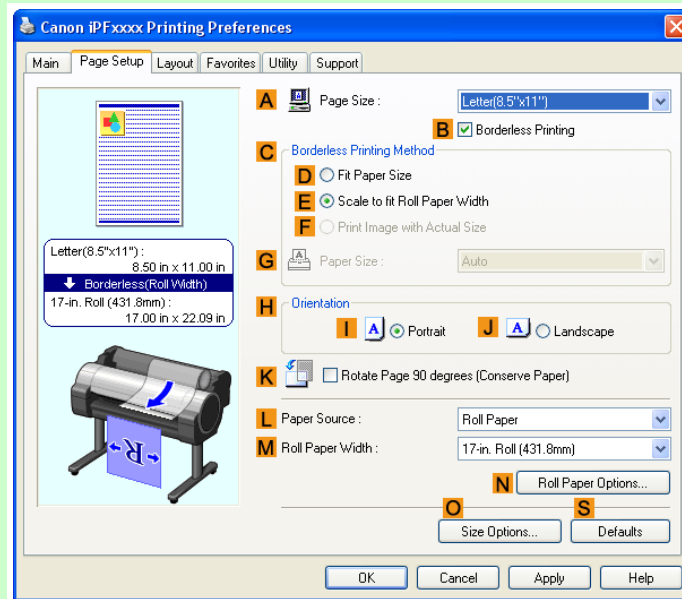 Canon iPFxxxx Printing Preferences
Main Page Setup Layout Favorites Utility Support
A Page Size : Letter(8.5"x11")
B Borderless Printing
C Borderless Printing Method
D Fit Paper Size
E Scale to fit Roll Paper Width
F Print Image with Actual Size
G Paper Size : Auto
Letter(8.5"x11") :
8.50 in x 11.00 in
Borderless(Roll Width)
17-in. Roll (431.8mm) :
17.00 in x 22.09 in
H Orientation
I A Portrait J A Landscape
K Rotate Page 90 degrees (Conserve Paper)
L Paper Source : Roll Paper
M Roll Paper Width : 17-in. Roll (431.8mm)
R
N Roll Paper Options...
O S
Size Options... Defaults
OK Cancel Apply Help